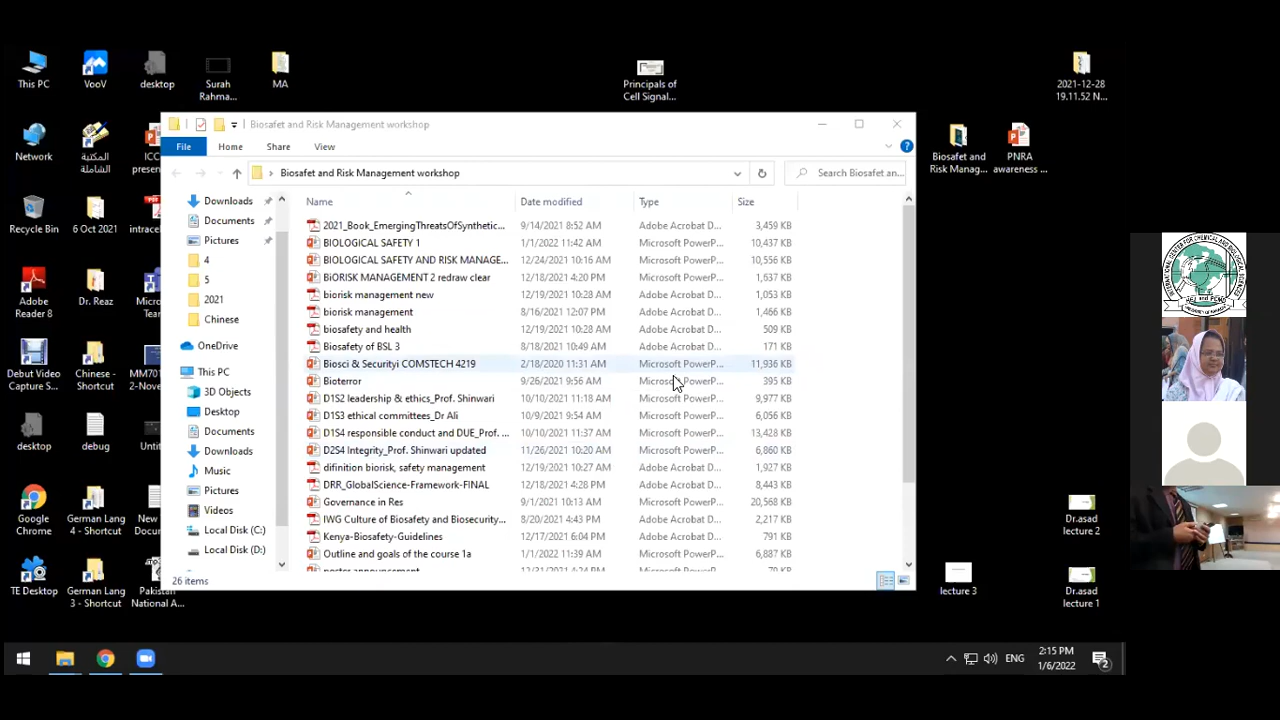 This PC
VooV
desktop
Surah
Rahma...
MA
Principals of
Cell Signal...
2021-12-28
19.11.52 N...
Network
المكتبة
الشاملة
ICC
presen
Biosafet and
Risk Manag...
PNRA
awareness ...
Recycle Bin
6 Oct 2021
intrace
Adobe
Reader 8
Dr. Reaz
Micro
Tear
Debut Video
Capture S...
Chinese -
Shortcut
MM701
2-Nove
desktop
debug
Unti
Google
Chrome
German Lang
4 - Shortcut
New
Docum
TE Desktop
German Lang
3 - Shortcut
Pakist
National A...
Biosafet and Risk Management workshop
File
Home
Share
View
Biosafet and Risk Management workshop
Search Biosafet an...
Downloads
Documents
Pictures
4
5
2021
Chinese
OneDrive
This PC
3D Objects
Desktop
Documents
Downloads
Music
Pictures
Videos
Local Disk (C:)
Local Disk (D:)
Name Date modified Type Size
2021_Book_EmergingThreatsOfSynthetic... 9/14/2021 8:52 AM Adobe Acrobat D... 3,459 KB
BIOLOGICAL SAFETY 1 1/1/2022 11:42 AM Microsoft PowerP... 10,437 KB
BIOLOGICAL SAFETY AND RISK MANAGE... 12/24/2021 10:16 AM Microsoft PowerP... 10,556 KB
BiORISK MANAGEMENT 2 redraw clear 12/18/2021 4:20 PM Microsoft PowerP... 1,637 KB
biorisk management new 12/19/2021 10:28 AM Adobe Acrobat D... 1,053 KB
biorisk management 8/16/2021 12:07 PM Adobe Acrobat D... 1,466 KB
biosafety and health 12/19/2021 10:28 AM Adobe Acrobat D... 509 KB
Biosafety of BSL 3 8/18/2021 10:49 AM Adobe Acrobat D... 171 KB
Biosci & Securityi COMSTECH 4219 2/18/2020 11:31 AM Microsoft PowerP... 11,936 KB
Bioterror 9/26/2021 9:56 AM Microsoft PowerP... 395 KB
D1S2 leadership & ethics_Prof. Shinwari 10/10/2021 11:18 AM Microsoft PowerP... 9,977 KB
D1S3 ethical committees_Dr Ali 10/9/2021 9:54 AM Microsoft PowerP... 6,056 KB
D1S4 responsible conduct and DUE_Prof. ... 10/10/2021 11:37 AM Microsoft PowerP... 13,428 KB
D2S4 Integrity_Prof. Shinwari updated 11/26/2021 10:20 AM Microsoft PowerP... 6,860 KB
difinition biorisk, safety management 12/19/2021 10:27 AM Adobe Acrobat D... 1,927 KB
DRR_GlobalScience-Framework-FINAL 12/18/2021 4:28 PM Adobe Acrobat D... 8,443 KB
Governance in Res 9/1/2021 10:13 AM Microsoft PowerP... 20,568 KB
IWG Culture of Biosafety and Biosecurity... 8/20/2021 4:43 PM Adobe Acrobat D... 2,217 KB
Kenya-Biosafety-Guidelines 12/17/2021 6:04 PM Adobe Acrobat D... 791 KB
Outline and goals of the course 1a 1/1/2022 11:39 AM Microsoft PowerP... 6,887 KB
26 items
Dr.asad
lecture 2
lecture 3
Dr.asad
lecture 1
ENG
2:15 PM
1/6/2022
2